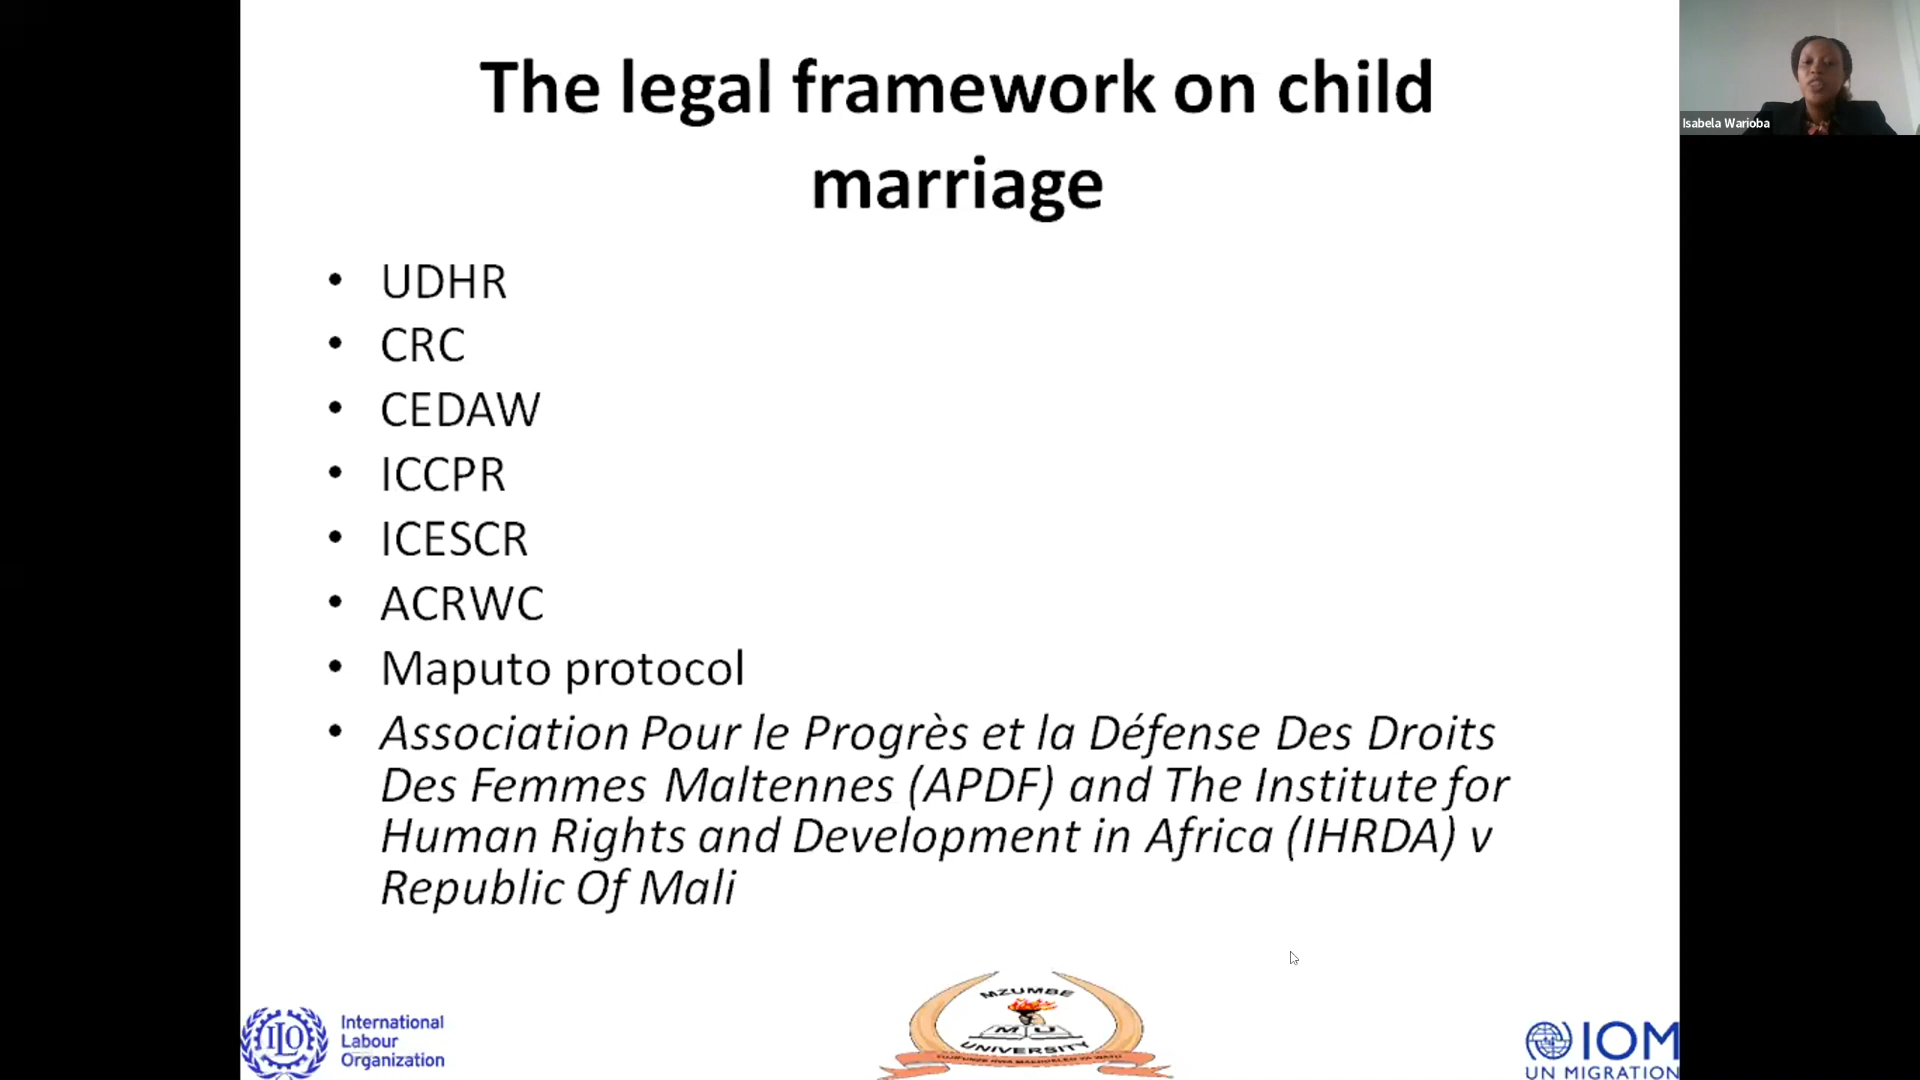 The legal framework on child
marriage
Isabela Warioba
• UDHR
• CRC
• CEDAW
• ICCPR
• ICESCR
• ACRWC
• Maputo protocol
• Association Pour le Progrès et la Défense Des Droits
Des Femmes Maltennes (APDF) and The Institute for
Human Rights and Development in Africa (IHRDA) v
Republic Of Mali
ILO
International
Labour
Organization
MZUMBE
M U
UNIVERSITY
IOM
UN MIGRATION